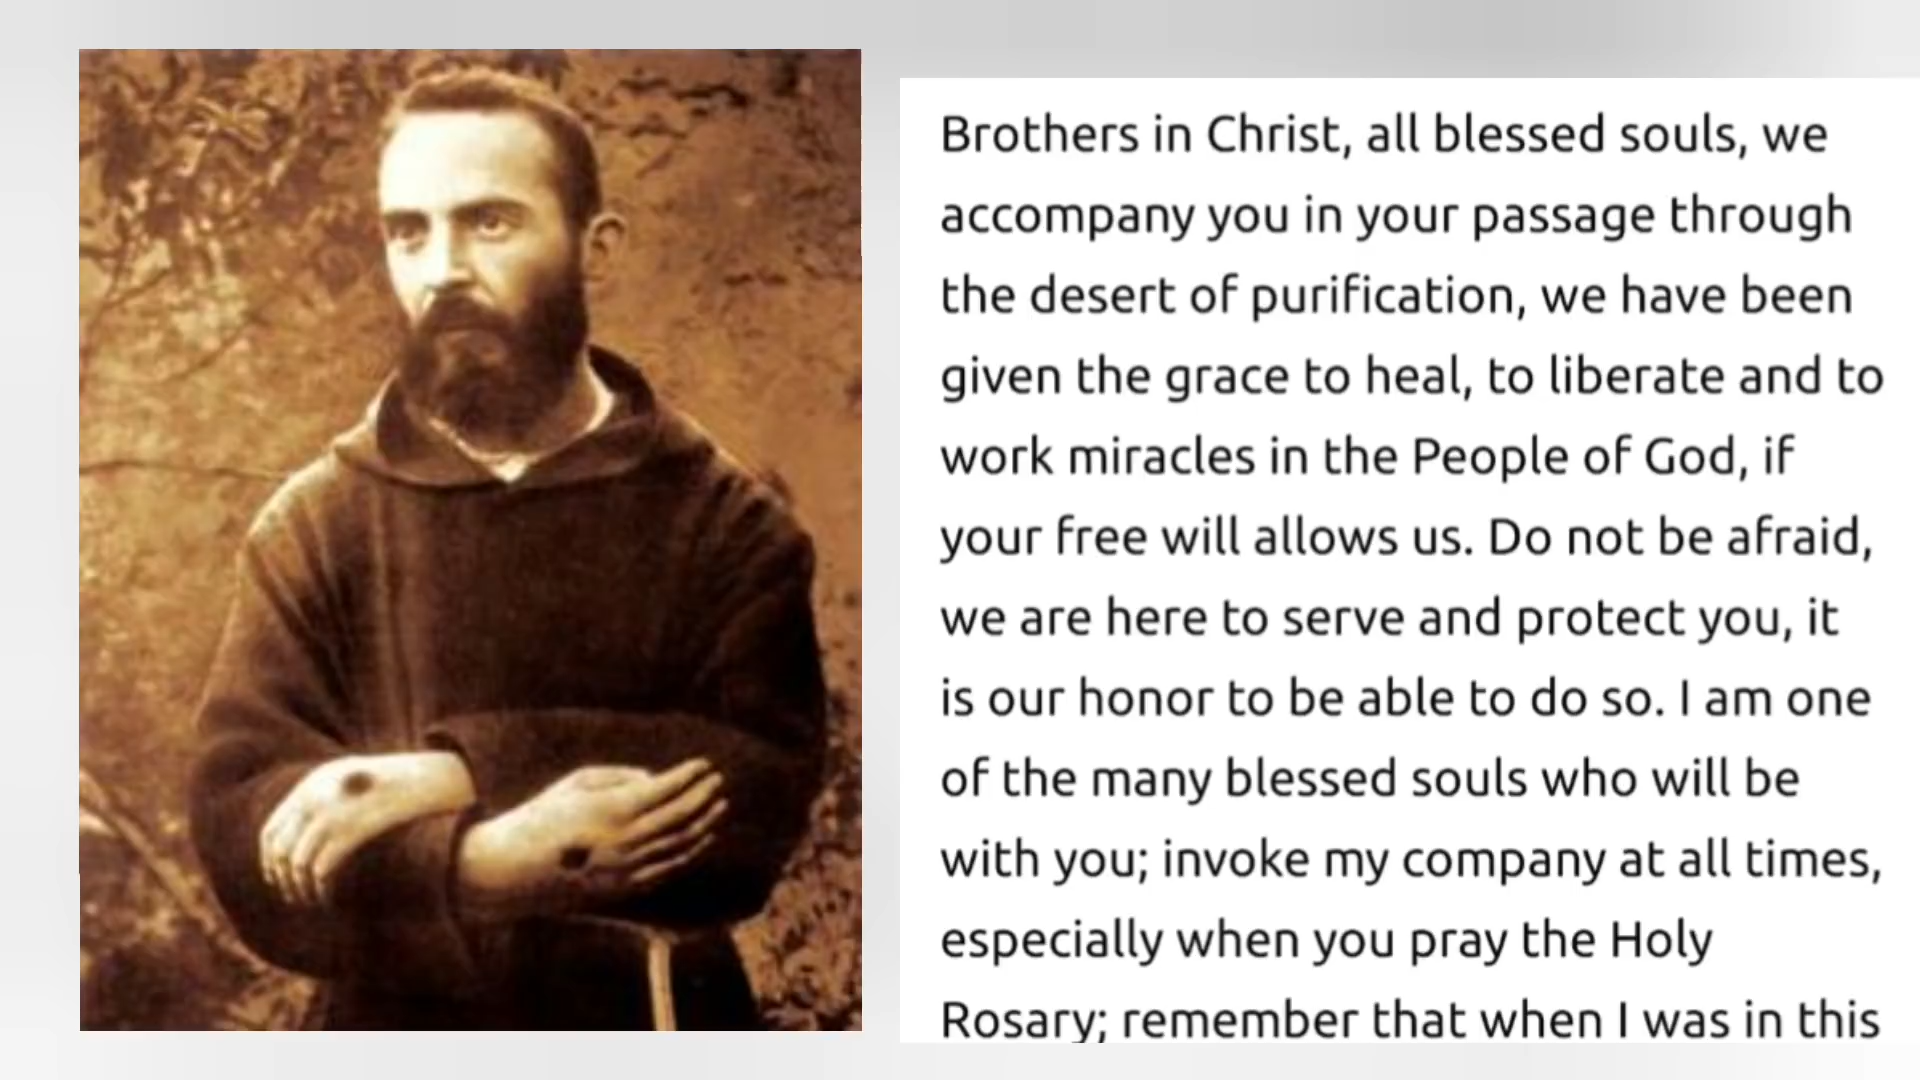 Brothers in Christ, all blessed souls, we
accompany you in your passage through
the desert of purification, we have been
given the grace to heal, to liberate and to
work miracles in the People of God, if
your free will allows us. Do not be afraid,
we are here to serve and protect you, it
is our honor to be able to do so. I am one
of the many blessed souls who will be
with you; invoke my company at all times,
especially when you pray the Holy
Rosary; remember that when I was in this